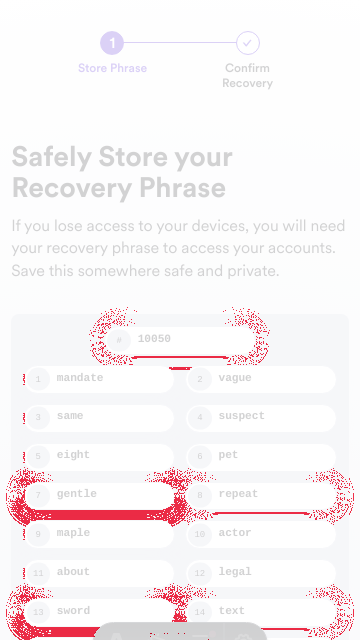 1
Store Phrase Confirm
Recovery
Safely Store your
Recovery Phrase
If you lose access to your devices, you will need
your recovery phrase to access your accounts.
Save this somewhere safe and private.
# 10050
1 mandate 2 vague
3 same 4 suspect
5 eight 6 pet
7 gentle 8 repeat
9 maple 10 actor
11 about 12 legal
13 sword 14 text